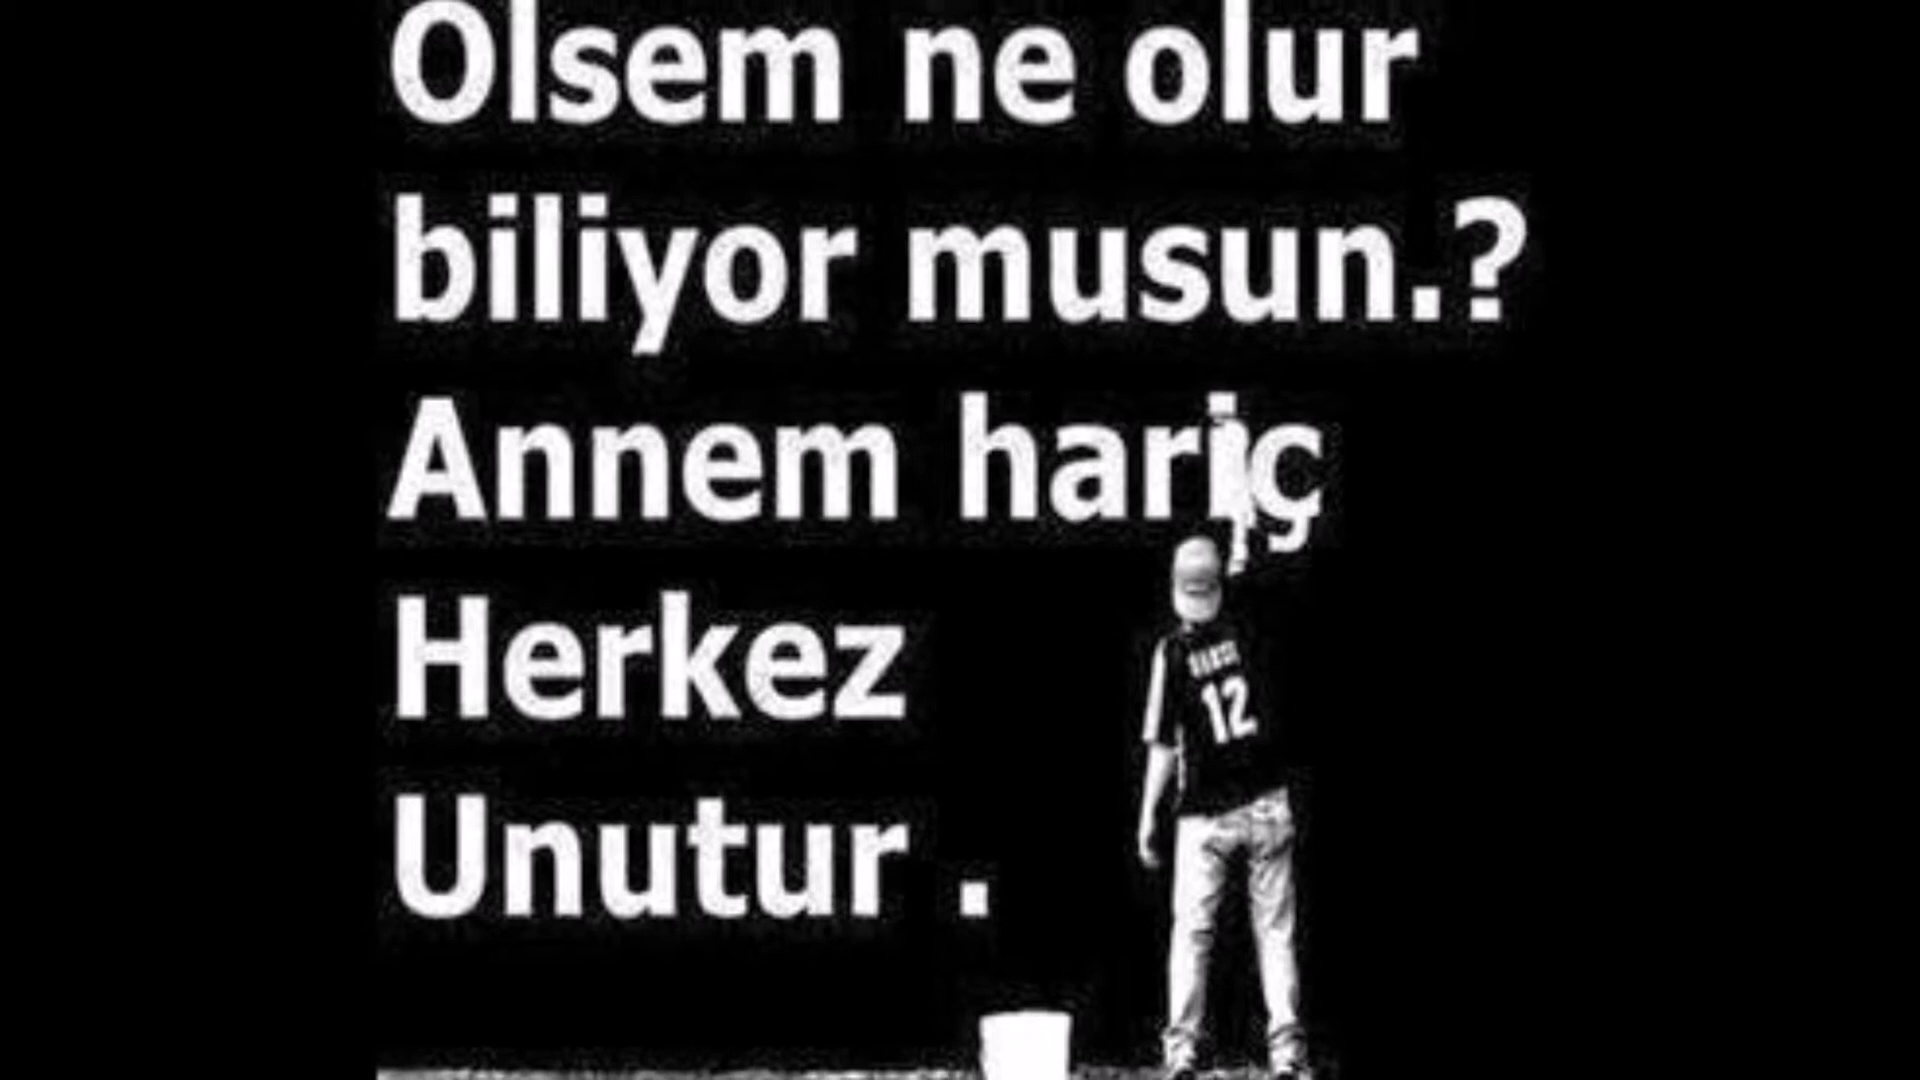 Olsem ne olur
biliyor musun.?
Annem hariç
Herkez
Unutur .
12